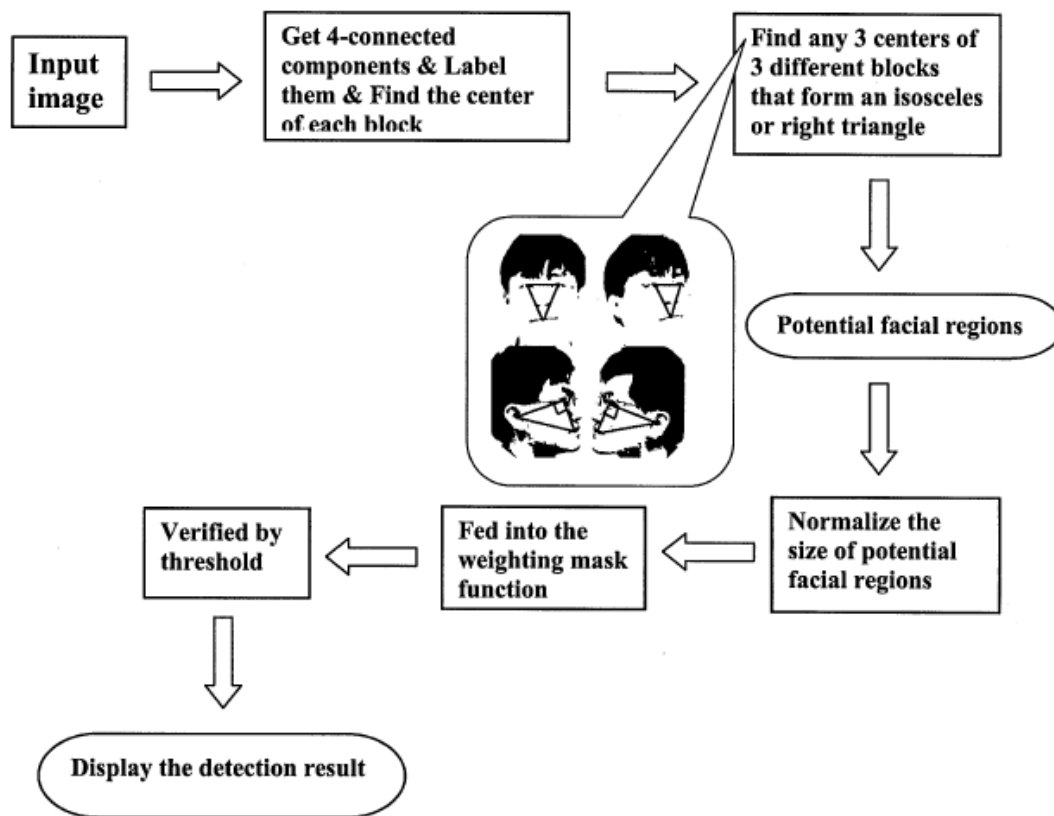 Input
image
Get 4-connected
components & Label
them & Find the center
of each block
Find any 3 centers of
3 different blocks
that form an isosceles
or right triangle
Potential facial regions
Normalize the
size of potential
facial regions
Fed into the
weighting mask
function
Verified by
threshold
Display the detection result